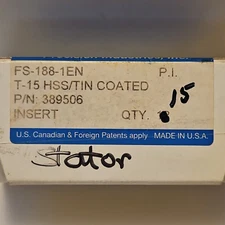 FS-188-1EN P.I.
T-15 HSS/TIN COATED
P/N: 389506
INSERT QTY. 15
U.S. Canadian & Foreign Patents apply MADE IN U.S.A.
Stator